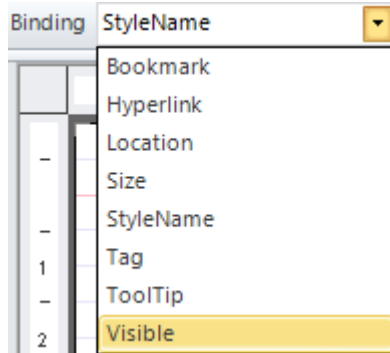 Binding StyleName
Bookmark
Hyperlink
Location
Size
StyleName
Tag
1
ToolTip
Visible
2